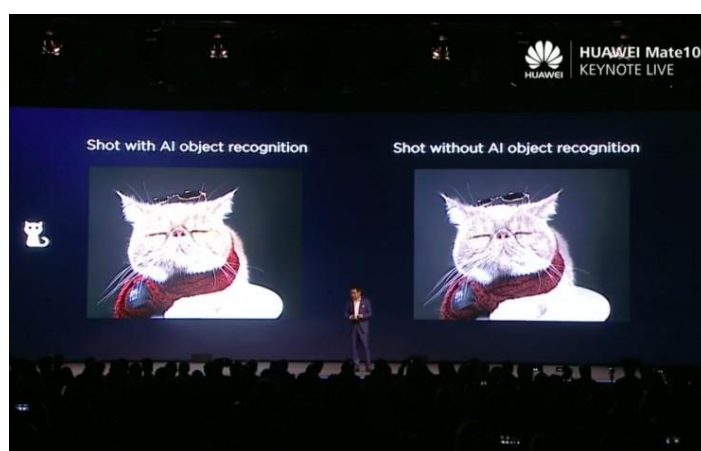 HUAWEI
HUAWEI Mate10
KEYNOTE LIVE
Shot with AI object recognition
Shot without AI object recognition